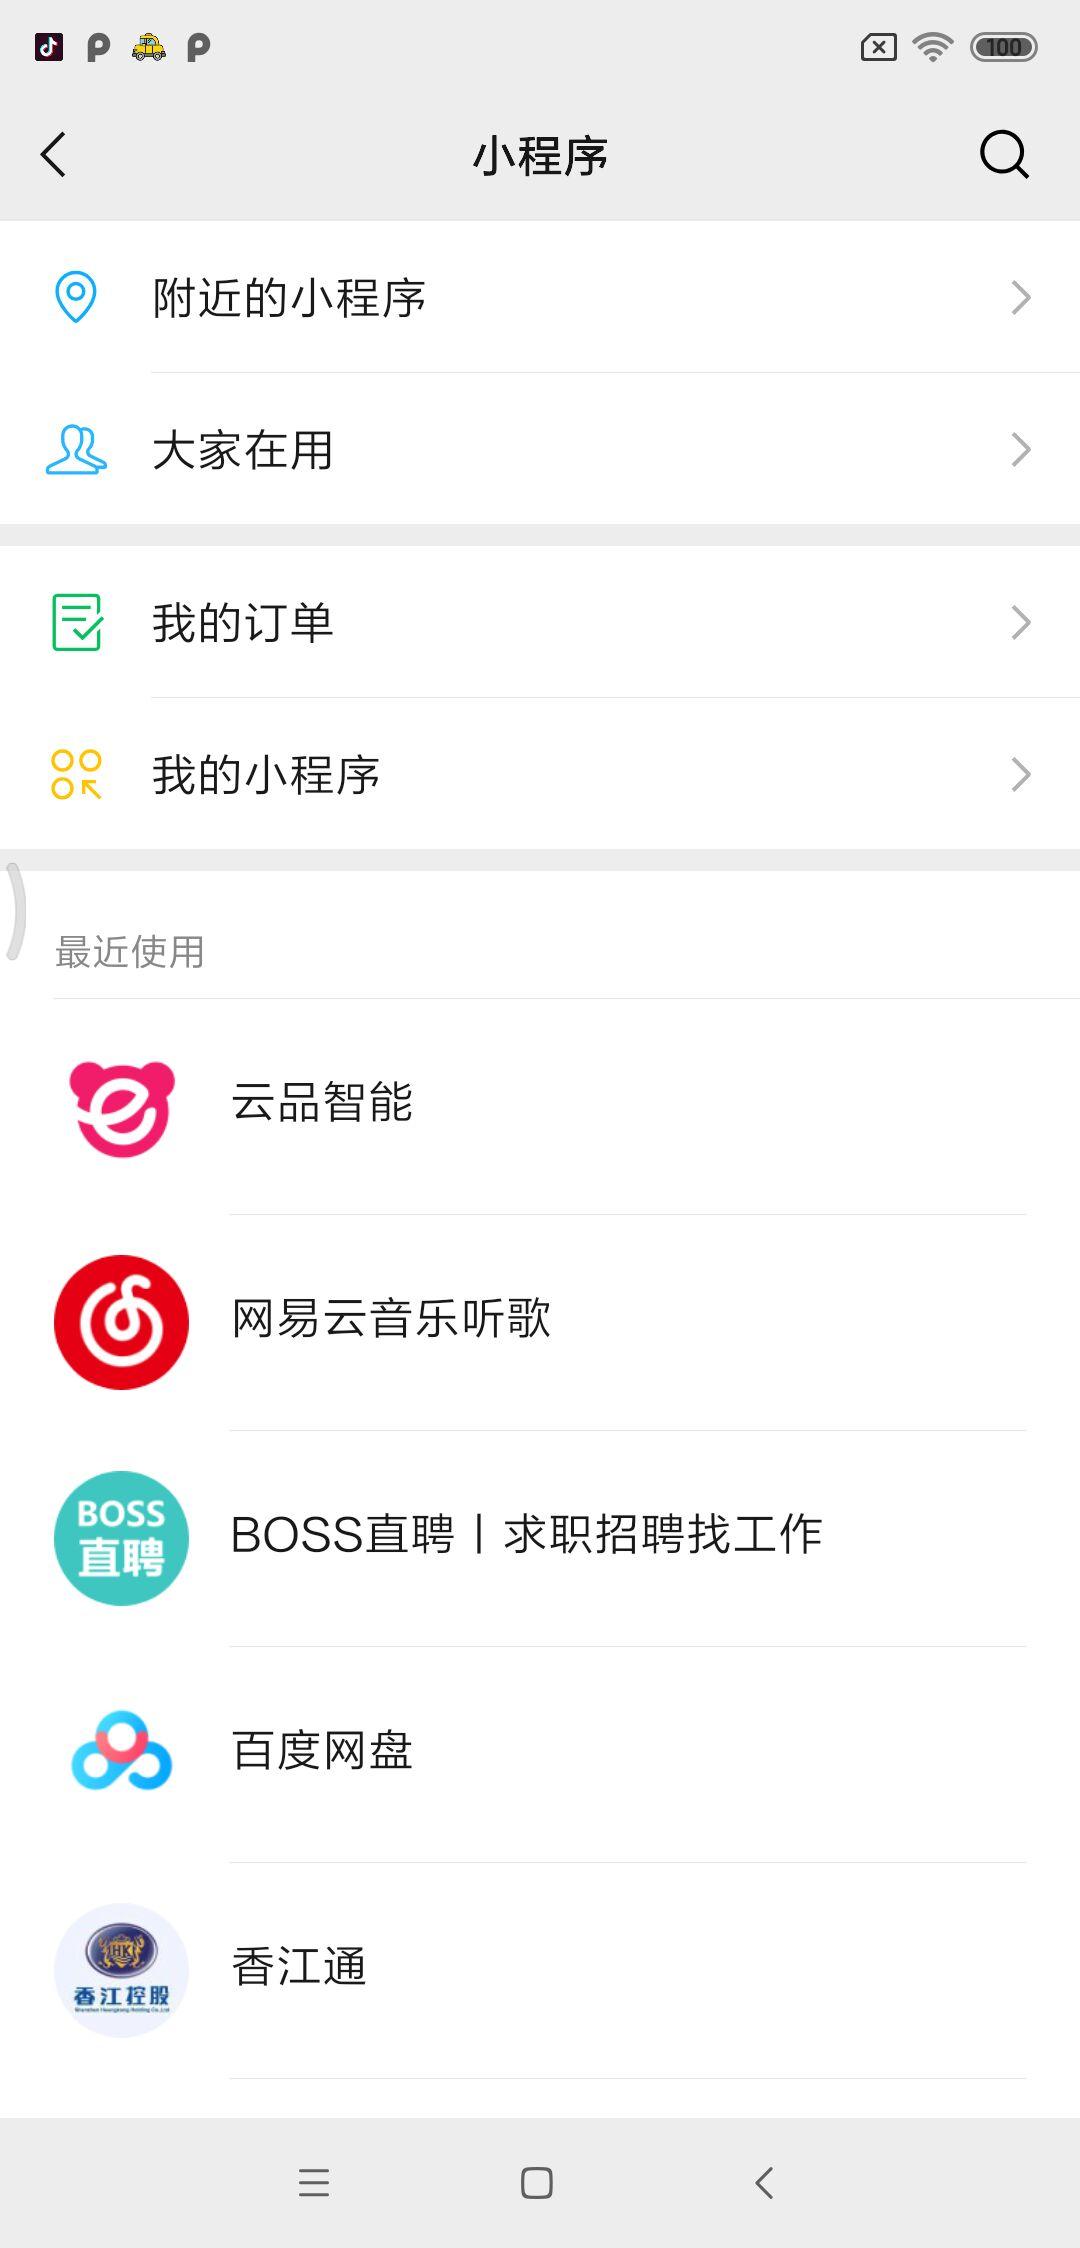 100
小程序
附近的小程序
大家在用
我的订单
我的小程序
最近使用
云品智能
网易云音乐听歌
BOSS
直聘
BOSS直聘丨求职招聘找工作
百度网盘
HK
香江控股
香江通